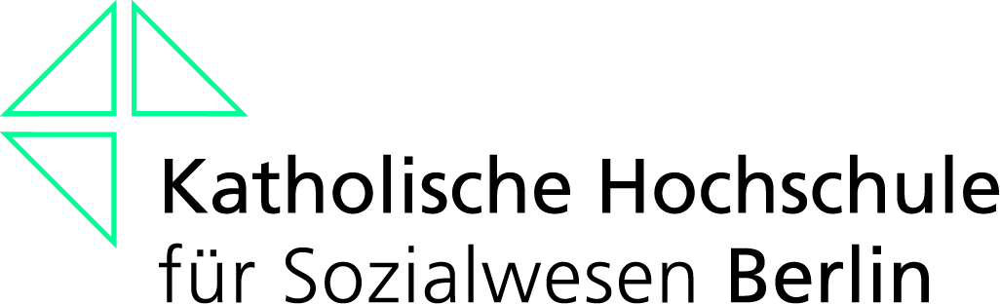 Katholische Hochschule
für Sozialwesen Berlin